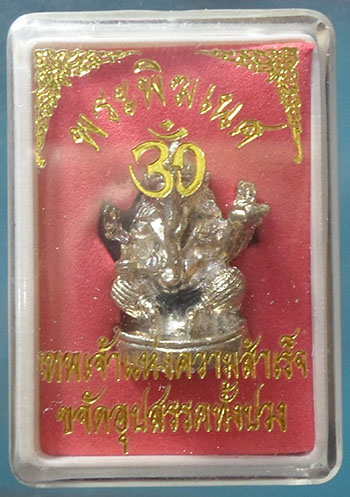 พระพิฆเนศ
ॐ
เทพเจ้าแห่งความสำเร็จ
ขจัดอุปสรรคทั้งปวง